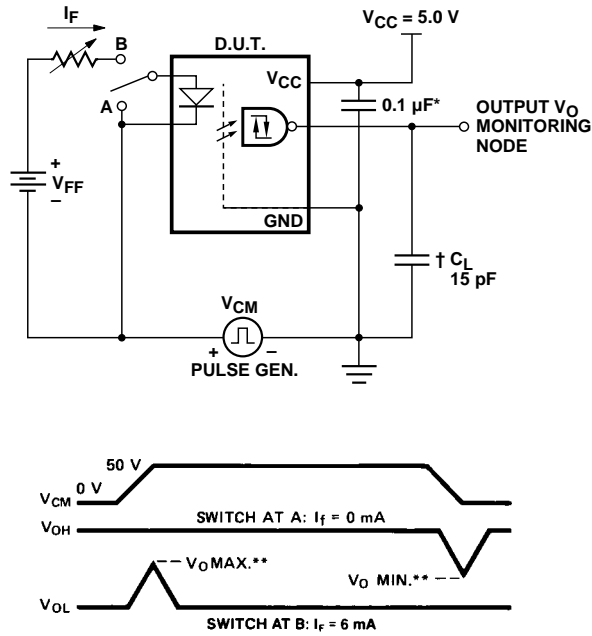 I_F
B
A
D.U.T.
V_CC = 5.0 V
V_CC
0.1 µF*
OUTPUT V_O
MONITORING
NODE
+
V_FF
–
GND
† C_L
15 pF
V_CM
+ –
PULSE GEN.
50 V
0 V
V_CM
SWITCH AT A: I_f = 0 mA
V_OH
V_O MAX.**
V_O MIN.**
V_OL
SWITCH AT B: I_F = 6 mA